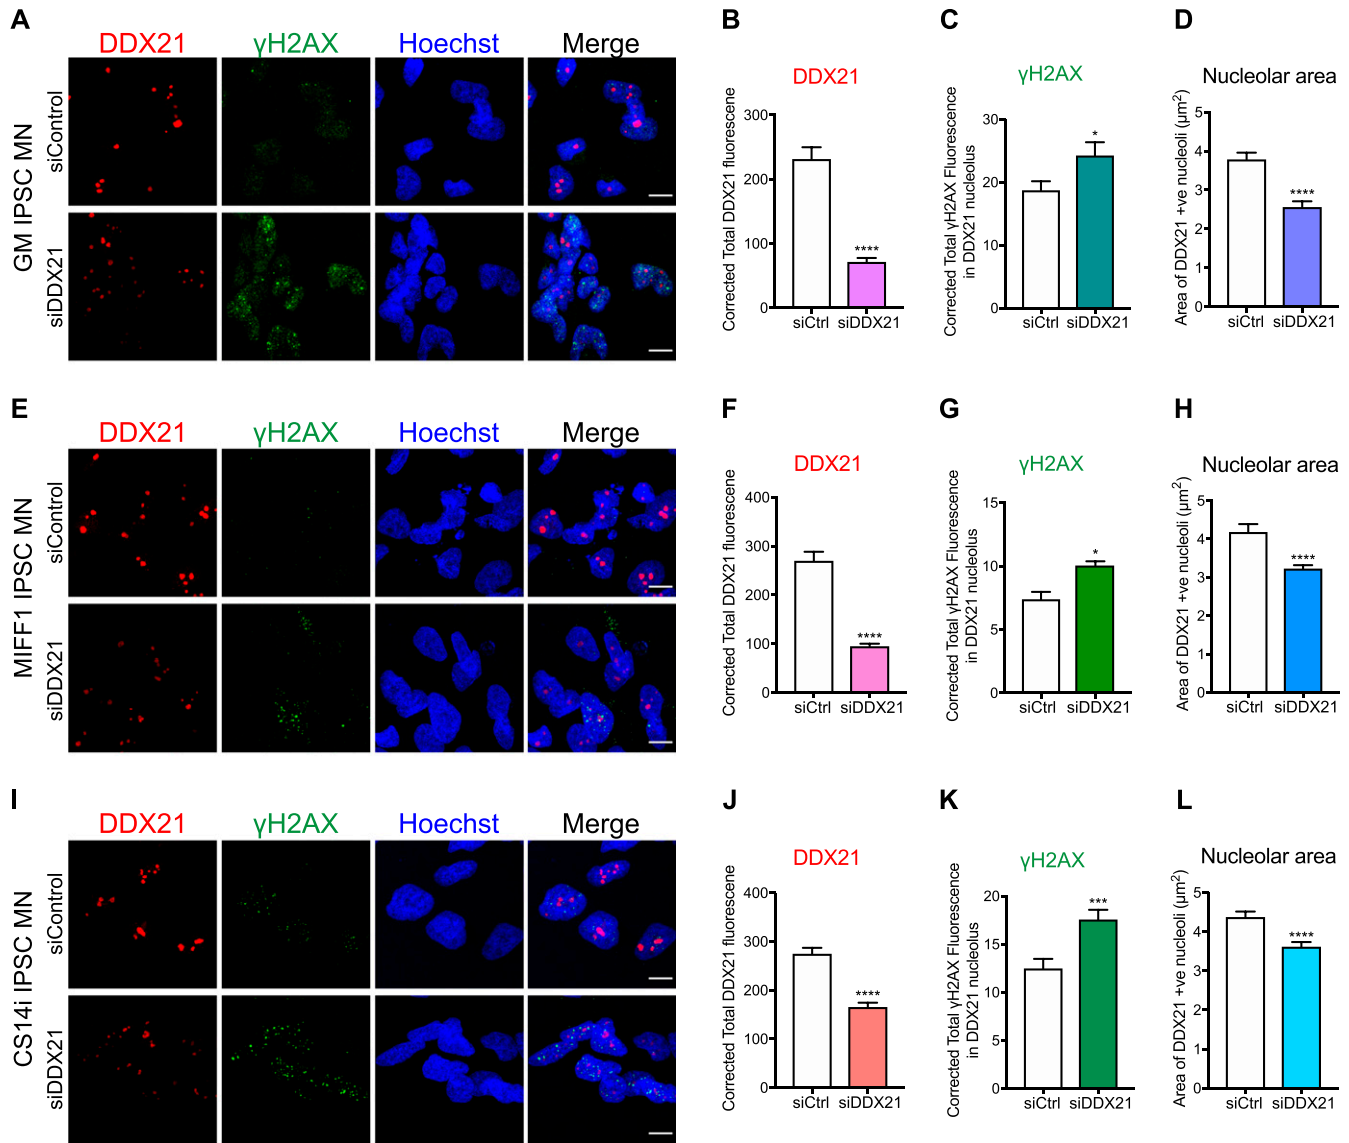 A
DDX21 γH2AX Hoechst Merge
GM IPSC MN
siControl
siDDX21
B
DDX21
Corrected Total DDX21 fluorescene
300
200
100
0
siCtrl siDDX21
****
C
γH2AX
Corrected Total γH2AX Fluorescence
in DDX21 nucleolus
30
20
10
0
siCtrl siDDX21
*
D
Nucleolar area
Area of DDX21 +ve nucleoli (μm²)
5
4
3
2
1
0
siCtrl siDDX21
****
E
DDX21 γH2AX Hoechst Merge
MIFF1 IPSC MN
siControl
siDDX21
F
DDX21
Corrected Total DDX21 fluorescene
400
300
200
100
0
siCtrl siDDX21
****
G
γH2AX
Corrected Total γH2AX Fluorescence
in DDX21 nucleolus
15
10
5
0
siCtrl siDDX21
*
H
Nucleolar area
Area of DDX21 +ve nucleoli (μm²)
5
4
3
2
1
0
siCtrl siDDX21
****
I
DDX21 γH2AX Hoechst Merge
CS14i IPSC MN
siControl
siDDX21
J
DDX21
Corrected Total DDX21 fluorescene
400
300
200
100
0
siCtrl siDDX21
****
K
γH2AX
Corrected Total γH2AX Fluorescence
in DDX21 nucleolus
20
15
10
5
0
siCtrl siDDX21
***
L
Nucleolar area
Area of DDX21 +ve nucleoli (μm²)
5
4
3
2
1
0
siCtrl siDDX21
****